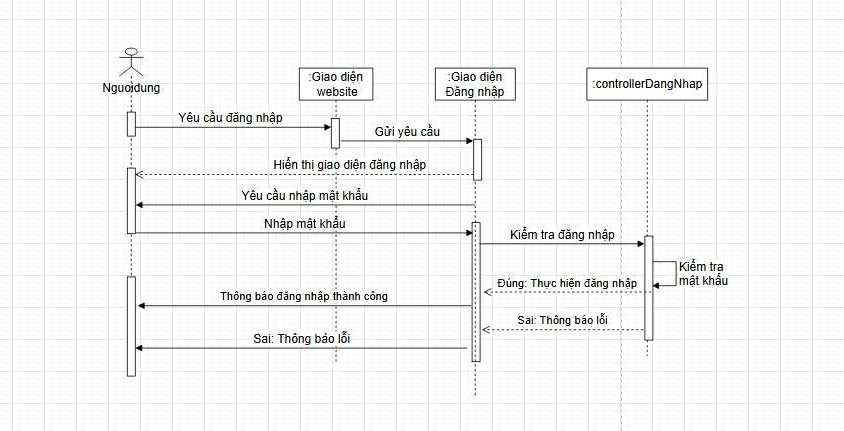 :Giao diện
website
:Giao diện
Đăng nhập
:controllerDangNhap
Nguoidung
Yêu cầu đăng nhập
Gửi yêu cầu
Hiển thị giao diện đăng nhập
Yêu cầu nhập mật khẩu
Nhập mật khẩu
Kiểm tra đăng nhập
Kiểm tra
mật khẩu
Đúng: Thực hiện đăng nhập
Thông báo đăng nhập thành công
Sai: Thông báo lỗi
Sai: Thông báo lỗi